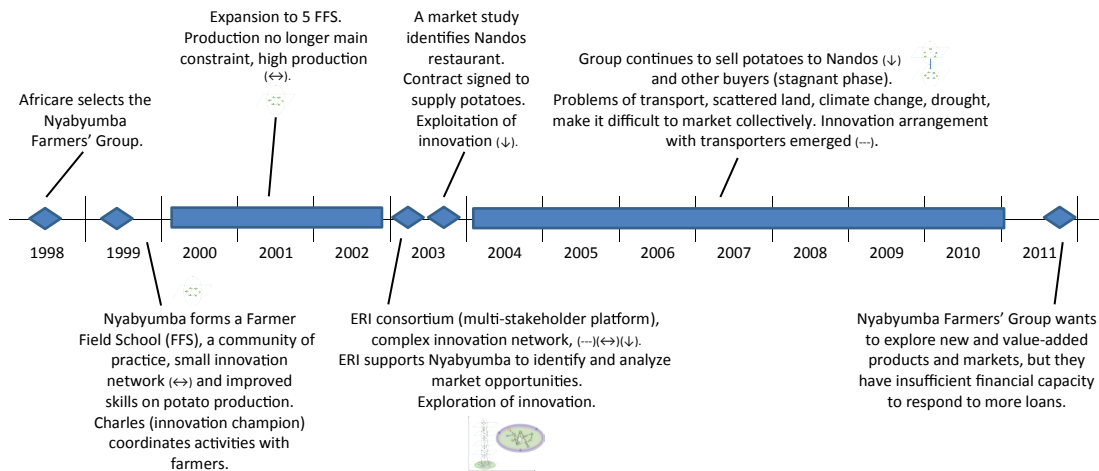 Africare selects the
Nyabyumba
Farmers’ Group.
Expansion to 5 FFS.
Production no longer main
constraint, high production
(↔).
A market study
identifies Nandos
restaurant.
Contract signed to
supply potatoes.
Exploitation of
innovation (↓).
Group continues to sell potatoes to Nandos (↓)
and other buyers (stagnant phase).
Problems of transport, scattered land, climate change, drought,
make it difficult to market collectively. Innovation arrangement
with transporters emerged (---).
1998
1999
2000
2001
2002
2003
2004
2005
2006
2007
2008
2009
2010
2011
Nyabyumba forms a Farmer
Field School (FFS), a community of
practice, small innovation
network (↔) and improved
skills on potato production.
Charles (innovation champion)
coordinates activities with
farmers.
ERI consortium (multi-stakeholder platform),
complex innovation network, (---)(↔)(↓).
ERI supports Nyabyumba to identify and analyze
market opportunities.
Exploration of innovation.
Nyabyumba Farmers’ Group wants
to explore new and value-added
products and markets, but they
have insufficient financial capacity
to respond to more loans.